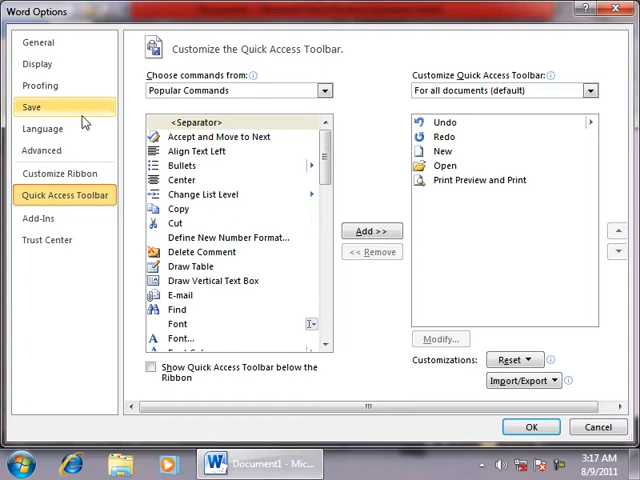 Word Options
General
Display
Proofing
Save
Language
Advanced
Customize Ribbon
Quick Access Toolbar
Add-Ins
Trust Center
Customize the Quick Access Toolbar.
Choose commands from:
Popular Commands
<Separator>
Accept and Move to Next
Align Text Left
Bullets
Center
Change List Level
Copy
Cut
Define New Number Format...
Delete Comment
Draw Table
Draw Vertical Text Box
E-mail
Find
Font
Font...
Show Quick Access Toolbar below the
Ribbon
Add >>
<< Remove
Customize Quick Access Toolbar:
For all documents (default)
Undo
Redo
New
Open
Print Preview and Print
Modify...
Customizations:
Reset
Import/Export
OK
Cancel
Document1 - Mic...
3:17 AM
8/9/2011